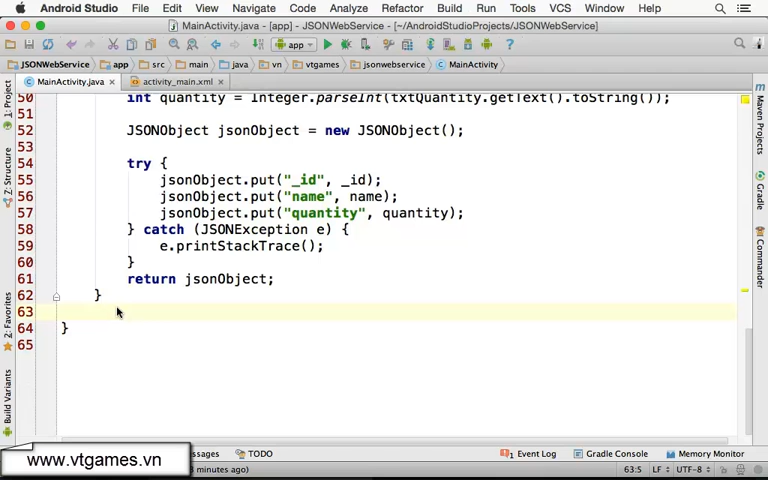 Android Studio File Edit View Navigate Code Analyze Refactor Build Run Tools VCS Window Help
MainActivity.java - [app] - JSONWebService - [~/AndroidStudioProjects/JSONWebService]
app
JSONWebService app src main java vn vtgames jsonwebservice MainActivity
MainActivity.java × activity_main.xml ×
50 int quantity = Integer.parseInt(txtQuantity.getText().toString());
51
52 JSONObject jsonObject = new JSONObject();
53
54 try {
55 jsonObject.put("_id", _id);
56 jsonObject.put("name", name);
57 jsonObject.put("quantity", quantity);
58 } catch (JSONException e) {
59 e.printStackTrace();
60 }
61 return jsonObject;
62 }
63
64 }
65
1: Project
7: Structure
2: Favorites
Build Variants
Maven Projects
Gradle
Commander
www.vtgames.vn
ssages TODO Event Log Gradle Console Memory Monitor
minutes ago) 63:5 LF UTF-8